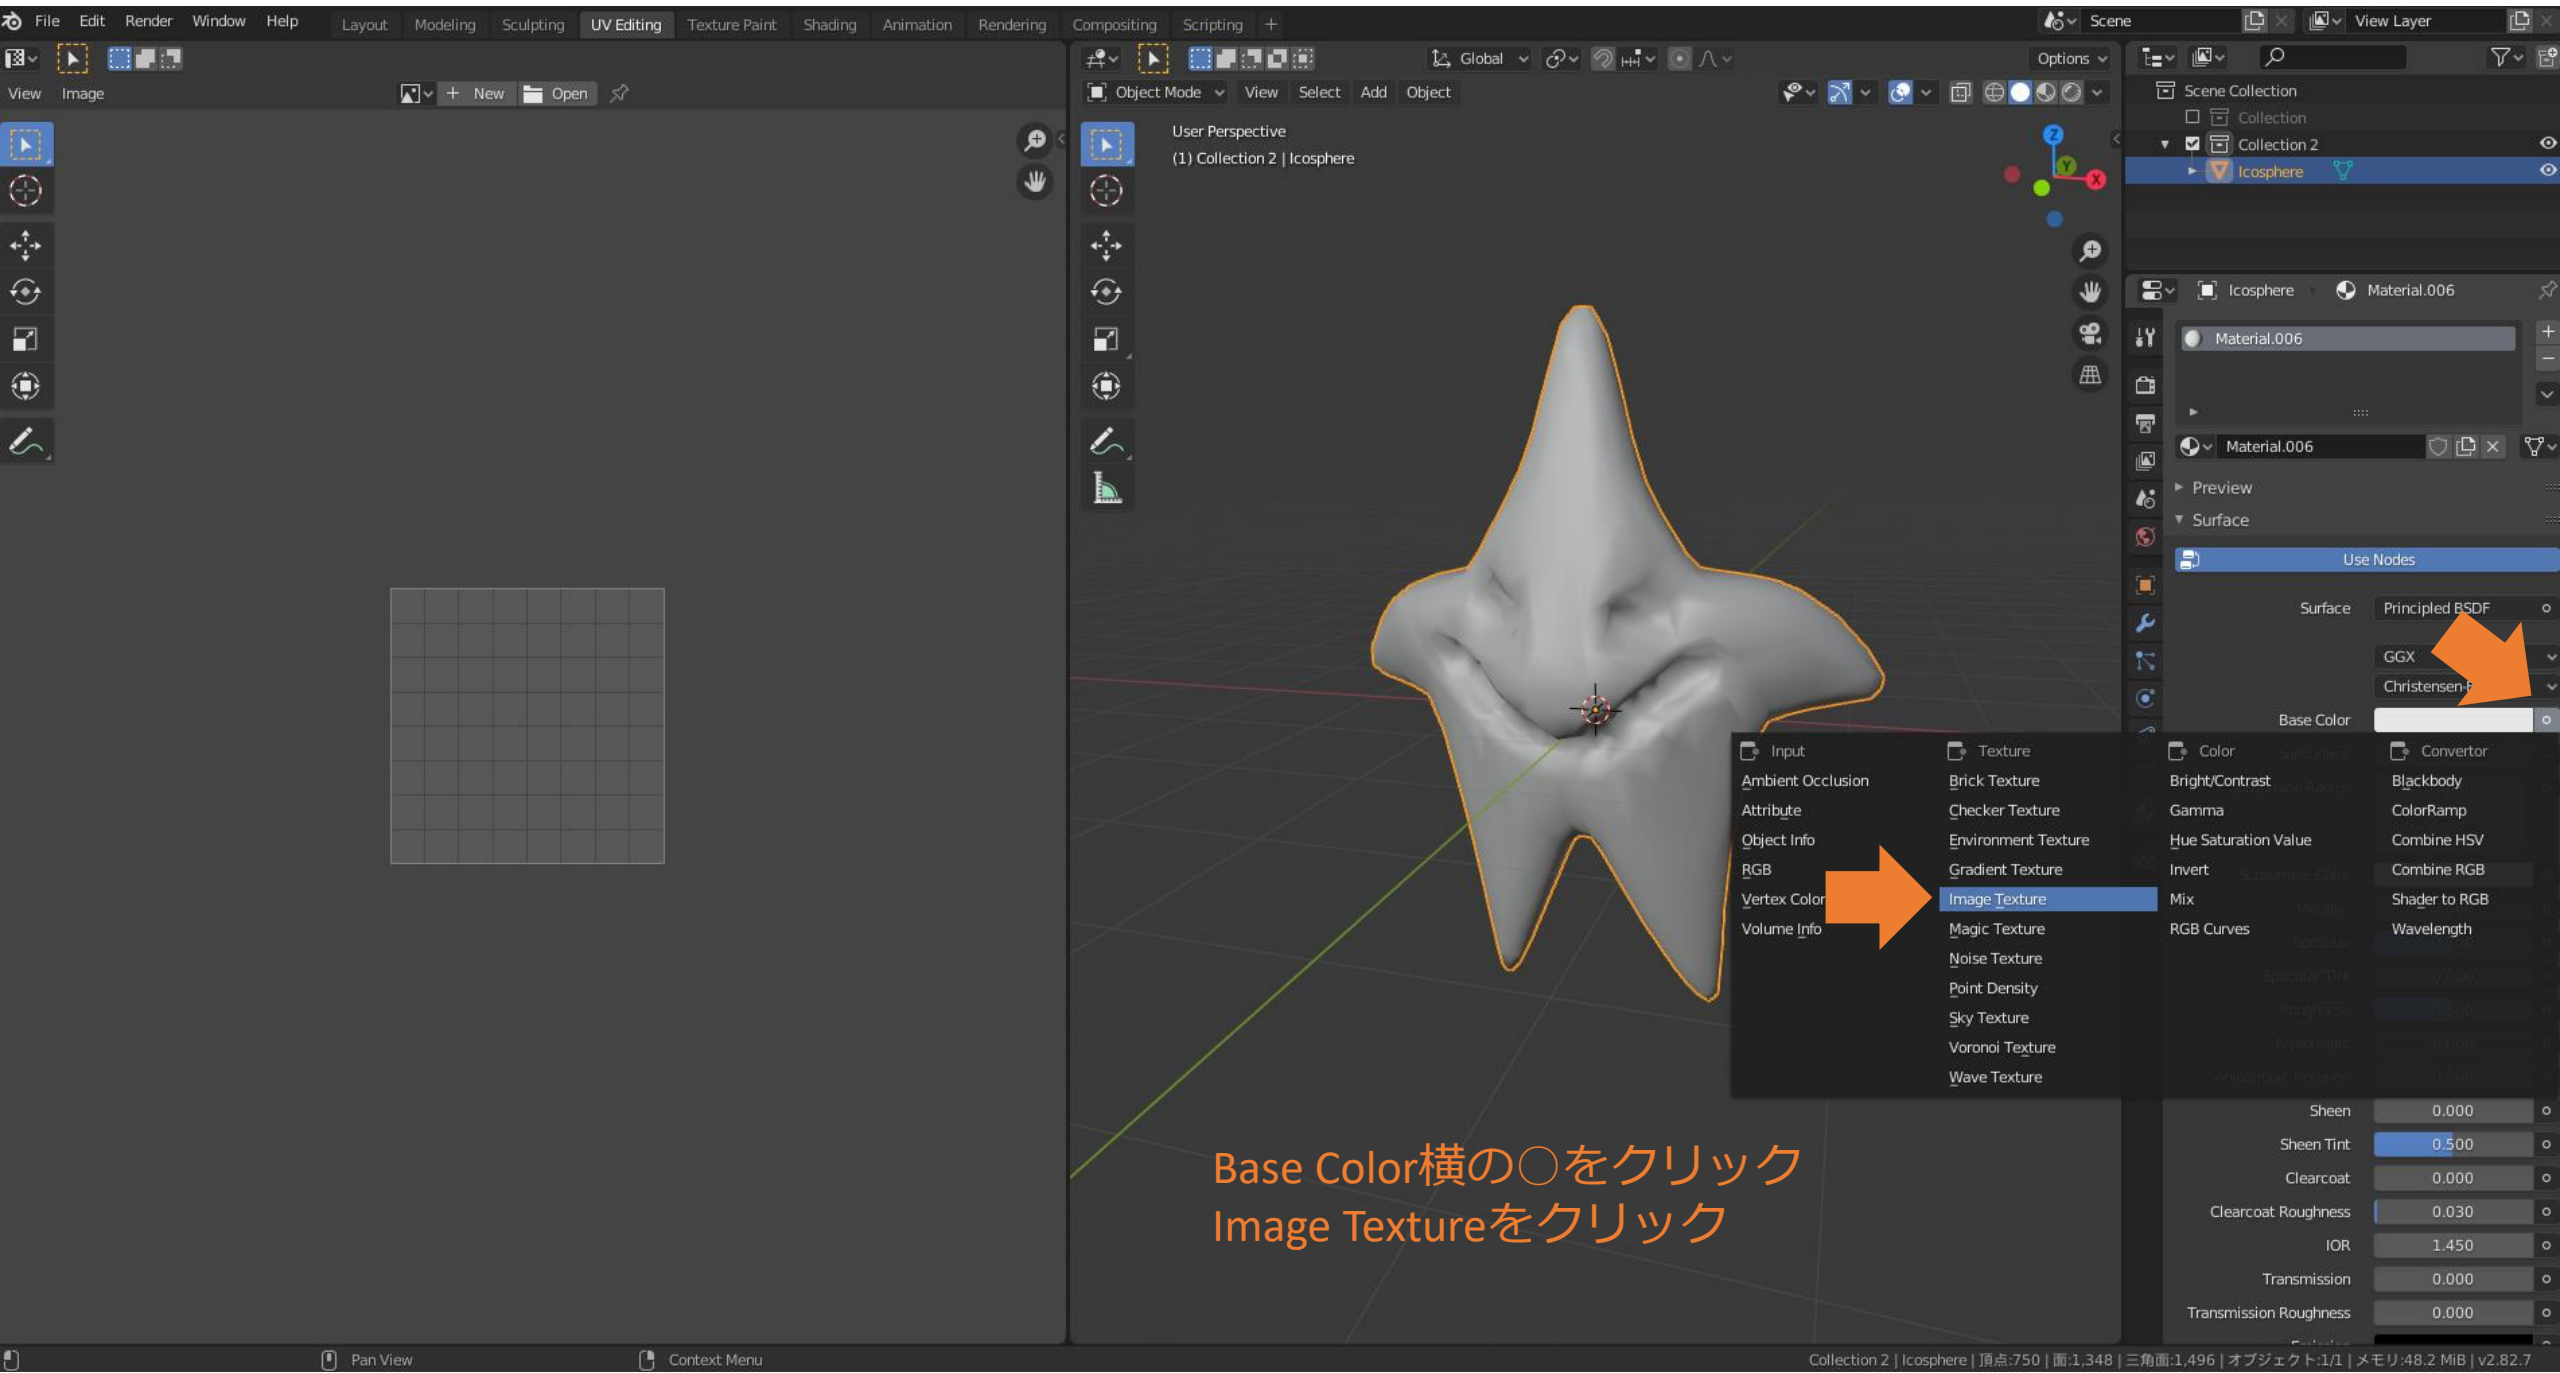 File Edit Render Window Help Layout Modeling Sculpting UV Editing Texture Paint Shading Animation Rendering Compositing Scripting + Scene View Layer
Global Options
View Image + New Open
Object Mode View Select Add Object
User Perspective
(1) Collection 2 | Icosphere
Z
Y
X
Scene Collection
Collection
Collection 2
Icosphere
Icosphere Material.006
Material.006
Material.006
Preview
Surface
Use Nodes
Surface Principled BSDF
GGX
Christensen-
Base Color
Input Texture Color Convertor
Ambient Occlusion Brick Texture Bright/Contrast Blackbody
Attribute Checker Texture Gamma ColorRamp
Object Info Environment Texture Hue Saturation Value Combine HSV
RGB Gradient Texture Invert Combine RGB
Vertex Color Image Texture Mix Shader to RGB
Volume Info Magic Texture RGB Curves Wavelength
Noise Texture
Point Density
Sky Texture
Voronoi Texture
Wave Texture
Sheen 0.000
Sheen Tint 0.500
Clearcoat 0.000
Clearcoat Roughness 0.030
IOR 1.450
Transmission 0.000
Transmission Roughness 0.000
Base Color横の○をクリック
Image Textureをクリック
Pan View Context Menu
Collection 2 | Icosphere | 頂点:750 | 面:1,348 | 三角面:1,496 | オブジェクト:1/1 | メモリ:48.2 MiB | v2.82.7